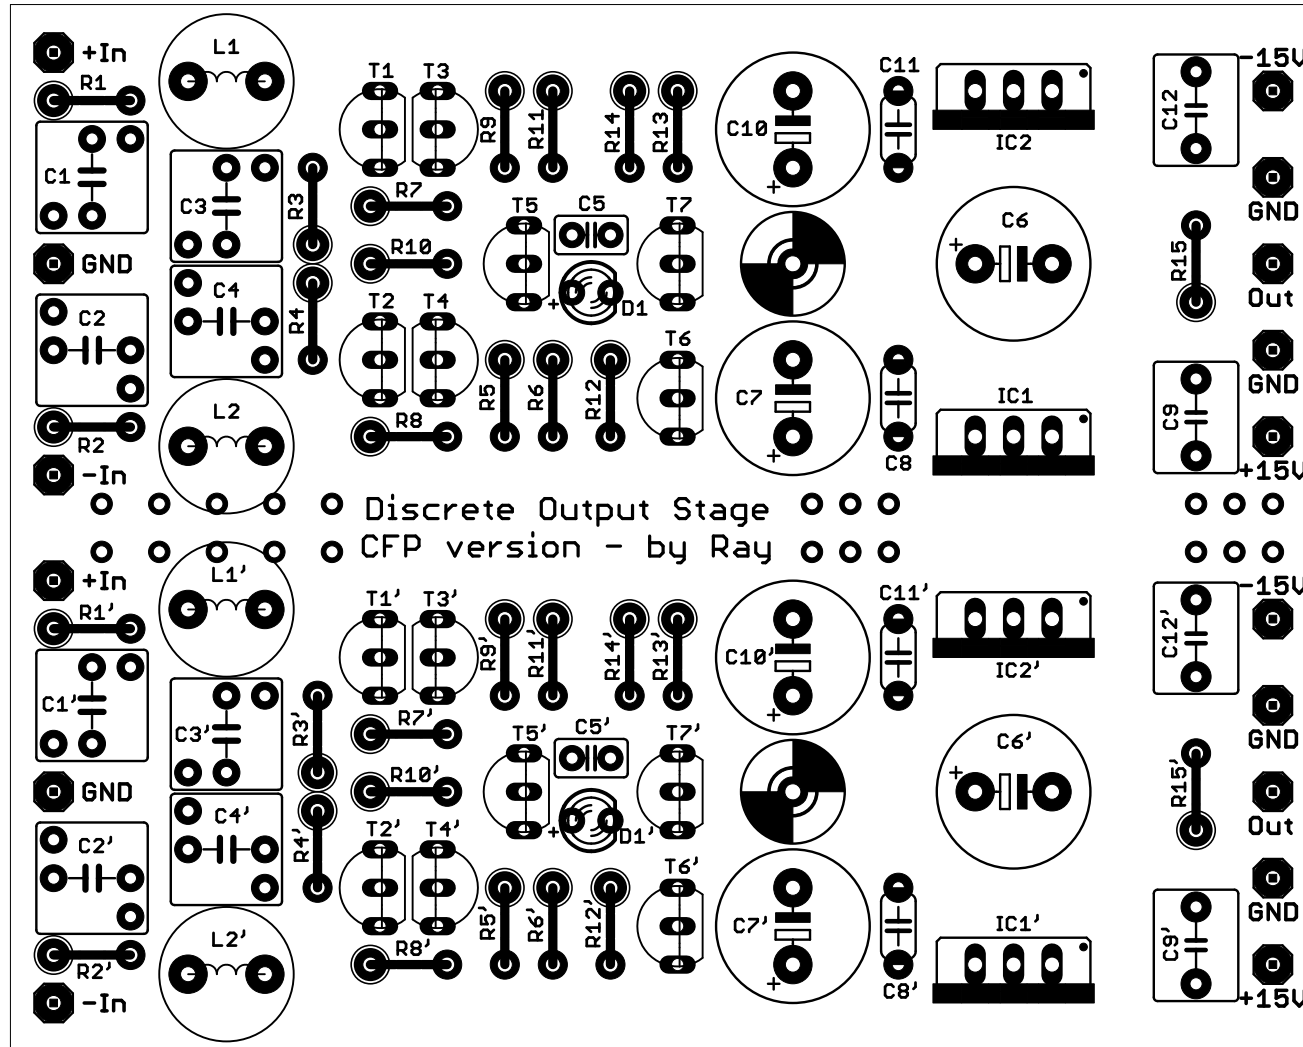 +In
L1
R1
T1
T3
R9
R11
R14
R13
C10
+
C11
IC2
C12
-15V
C1
C3
R3
R7
T5
C5
T7
C6
+
R15
GND
GND
R10
Out
C4
R4
C2
T2
T4
+
D1
T6
GND
L2
R2
R8
R5
R6
R12
C7
+
IC1
C8
C9
-In
+15V
Discrete Output Stage
CFP version - by Ray
+In
L1'
R1'
T1'
T3'
R9'
R11'
R14'
R13'
C10'
+
C11'
IC2'
C12'
-15V
C1'
C3'
R3'
R7'
T5'
C5'
T7'
C6'
+
R15'
GND
GND
R10'
Out
C4'
R4'
C2'
T2'
T4'
+
D1'
T6'
GND
L2'
R2'
R8'
R5'
R6'
R12'
C7'
+
IC1'
C8'
C9'
-In
+15V